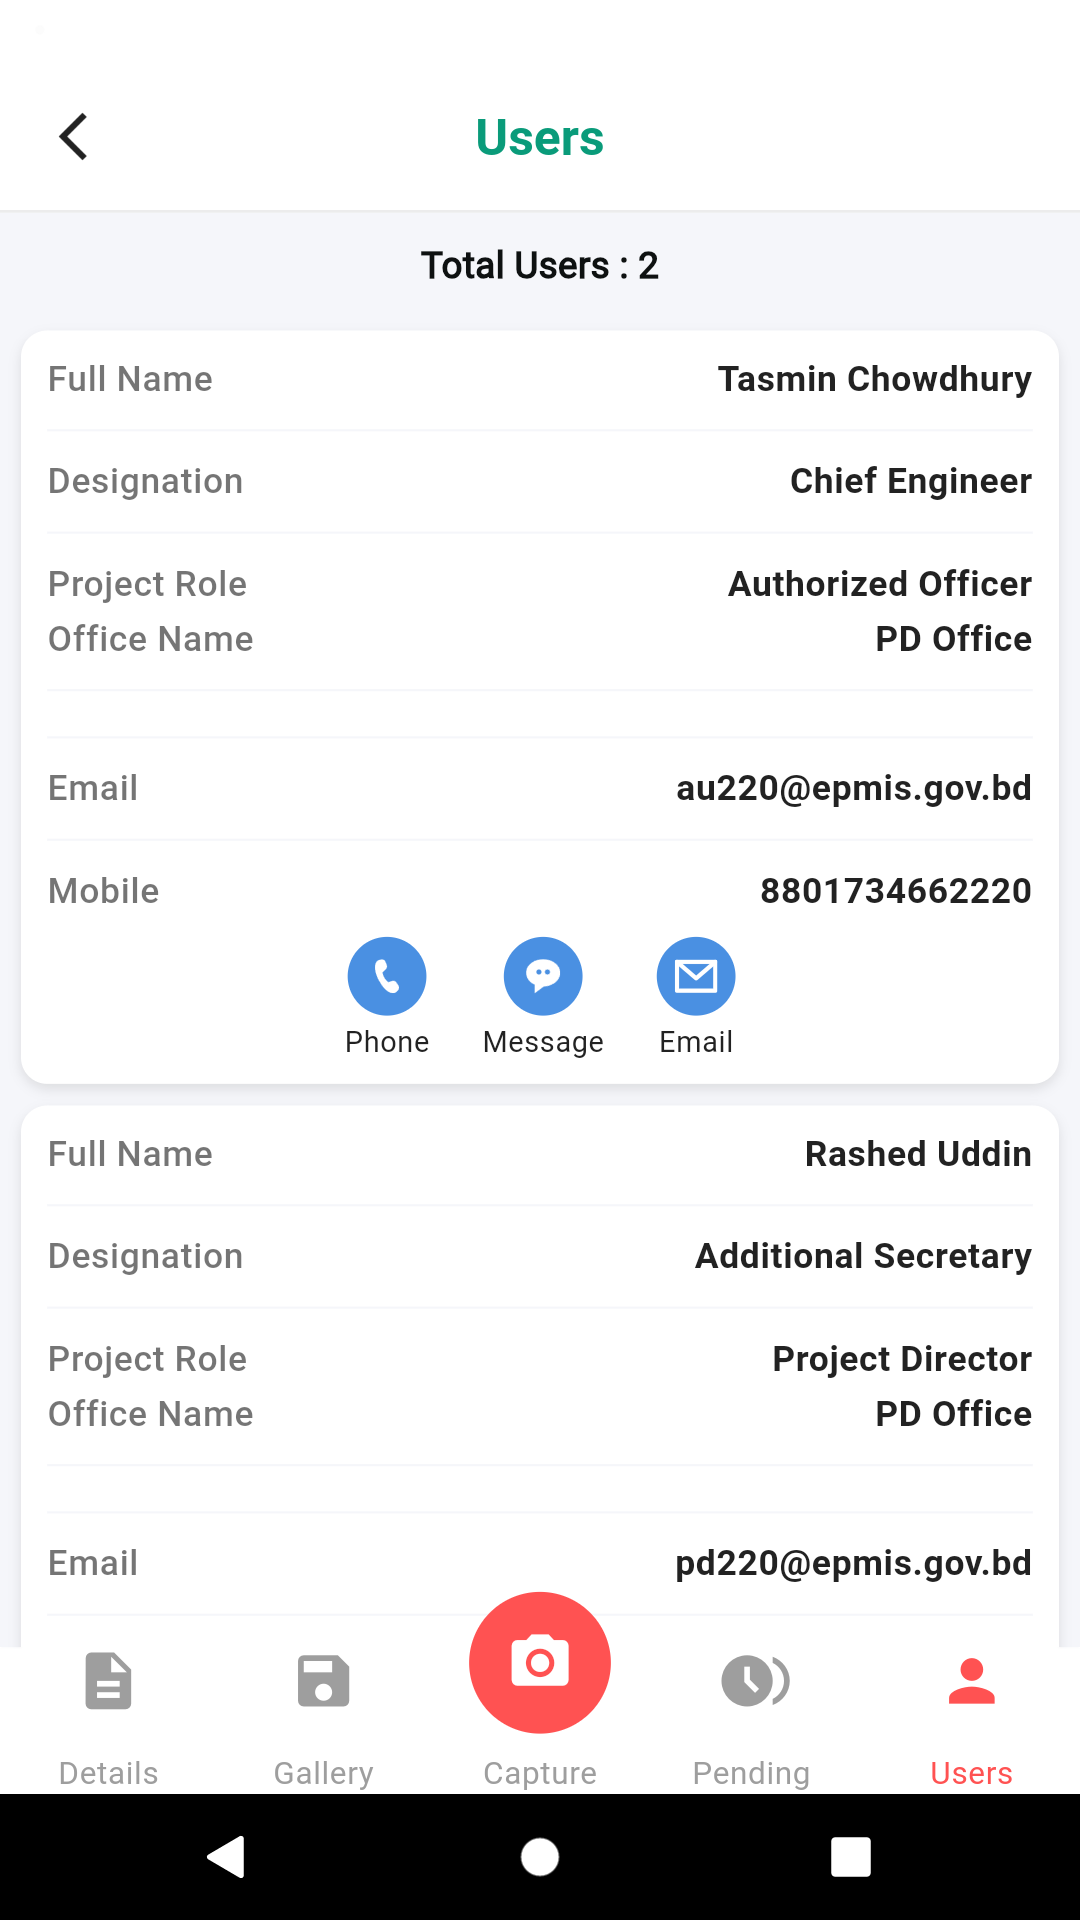 Users
Total Users : 2
Full Name Tasmin Chowdhury
Designation Chief Engineer
Project Role Authorized Officer
Office Name PD Office
Email au220@epmis.gov.bd
Mobile 8801734662220
Phone Message Email
Full Name Rashed Uddin
Designation Additional Secretary
Project Role Project Director
Office Name PD Office
Email pd220@epmis.gov.bd
Details Gallery Capture Pending Users